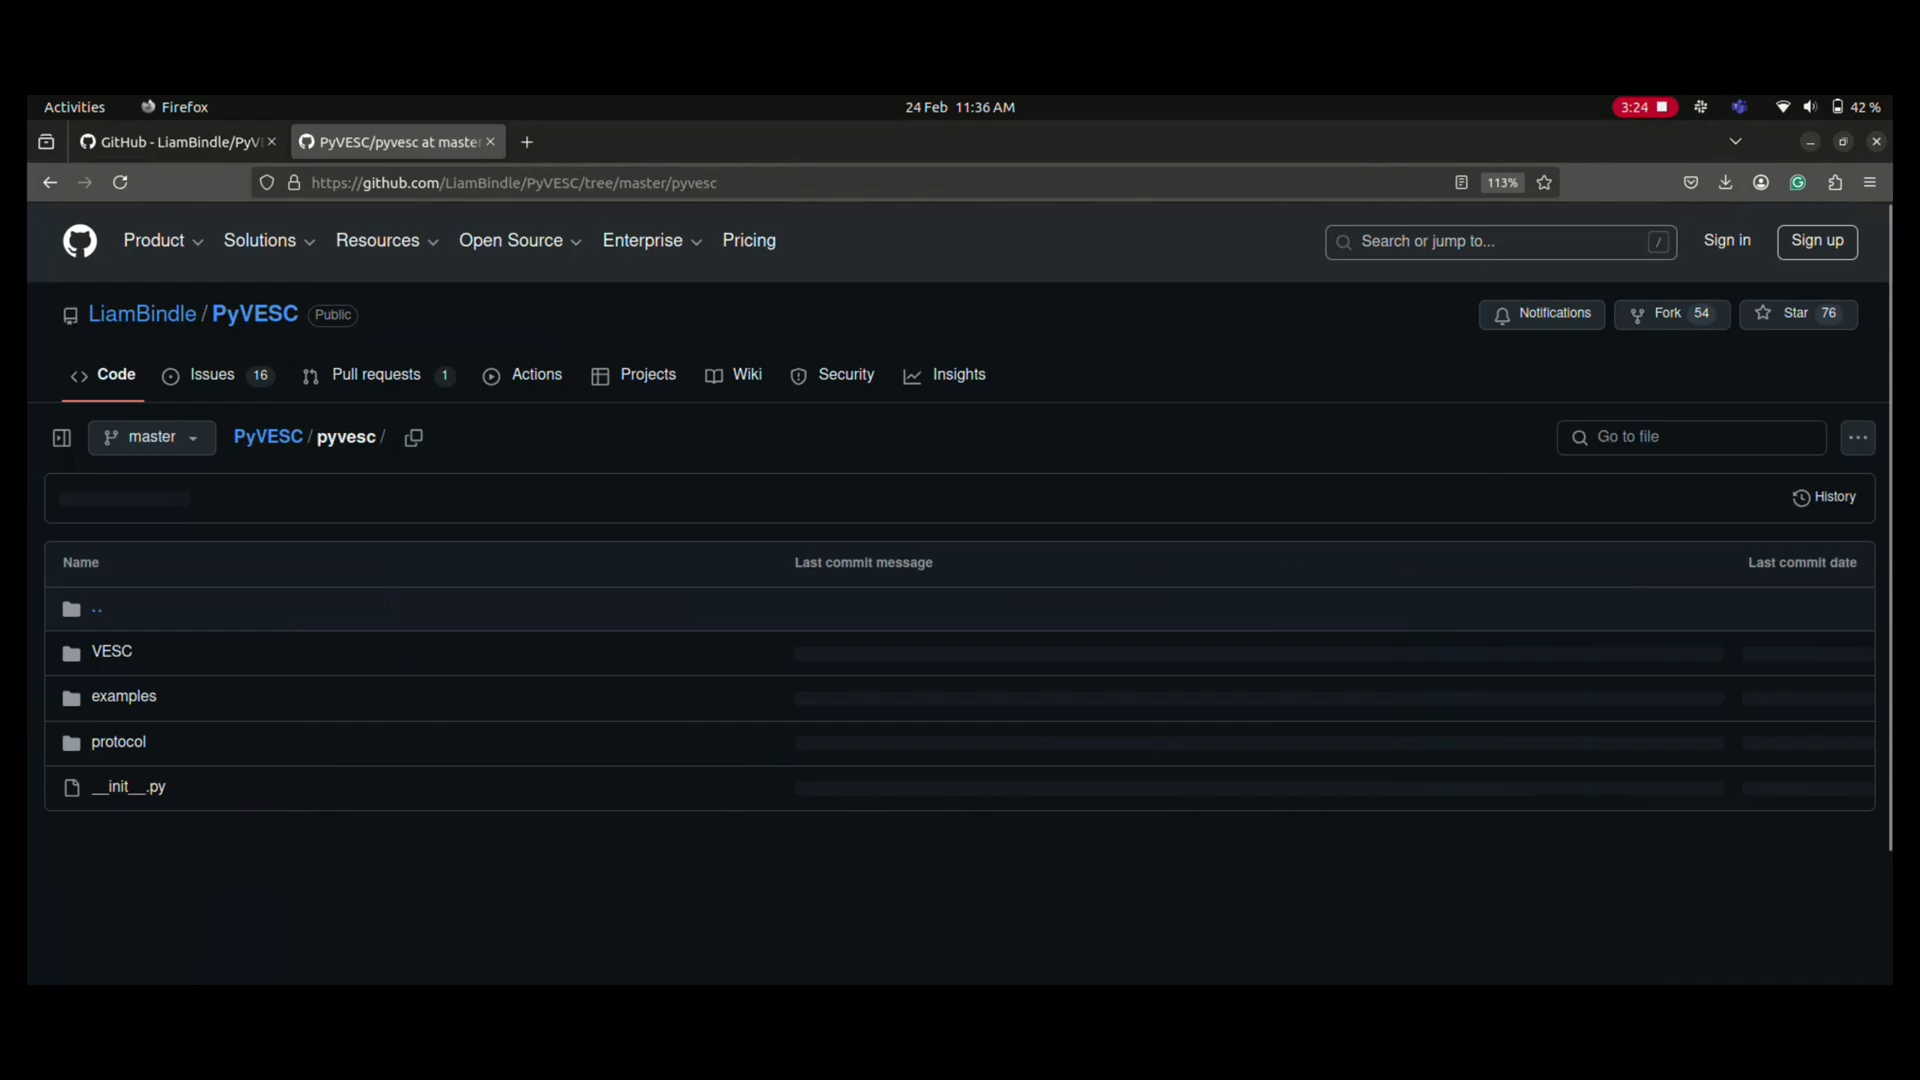 Activities Firefox 24 Feb 11:36 AM 3:24 42 %
GitHub - LiamBindle/PyV PyVESC/pyvesc at master
https://github.com/LiamBindle/PyVESC/tree/master/pyvesc 113%
Product Solutions Resources Open Source Enterprise Pricing Search or jump to... / Sign in Sign up
LiamBindle / PyVESC Public Notifications Fork 54 Star 76
Code Issues 16 Pull requests 1 Actions Projects Wiki Security Insights
master PyVESC / pyvesc / Go to file
History
Name Last commit message Last commit date
..
VESC
examples
protocol
__init__.py